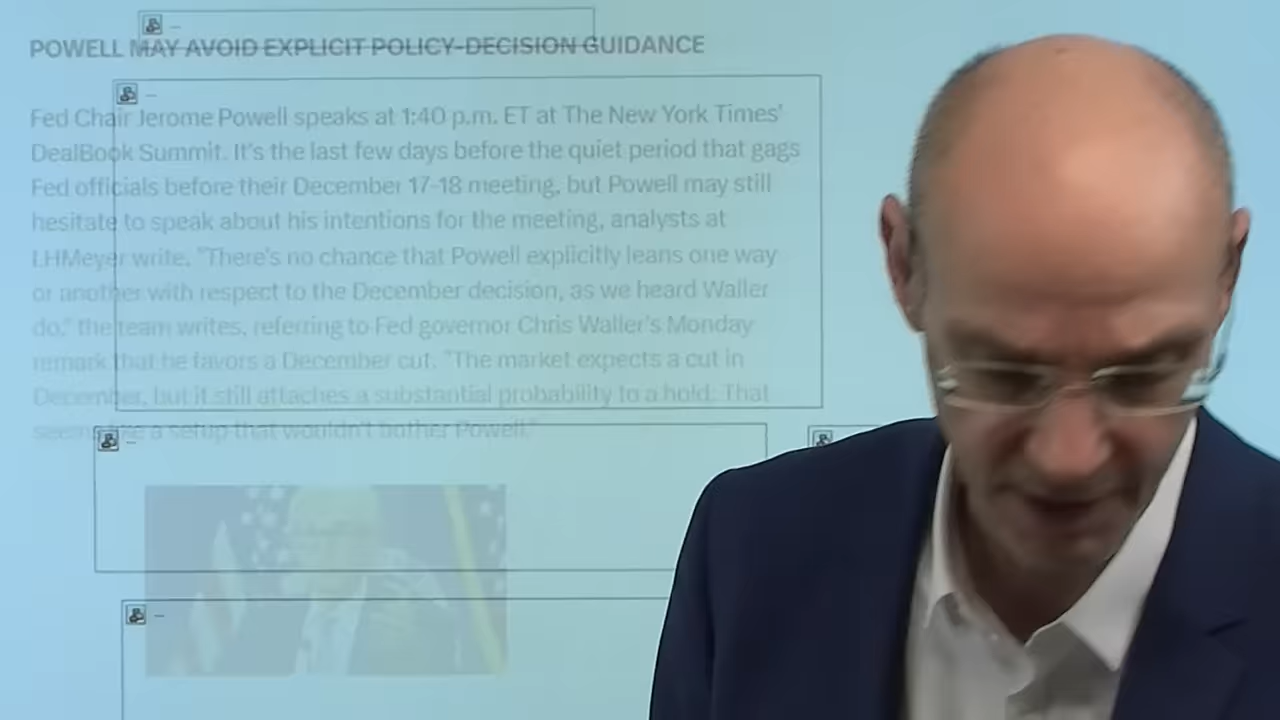 POWELL MAY AVOID EXPLICIT POLICY-DECISION GUIDANCE
Fed Chair Jerome Powell speaks at 1:40 p.m. ET at The New York Times'
DealBook Summit. It's the last few days before the quiet period that gags
Fed officials before their December 17-18 meeting, but Powell may still
hesitate to speak about his intentions for the meeting, analysts at
LHMeyer write. "There's no chance that Powell explicitly leans one way
or another with respect to the December decision, as we heard Waller
do," the team writes, referring to Fed governor Chris Waller's Monday
remark that he favors a December cut. "The market expects a cut in
December, but it still attaches a substantial probability to a hold. That
seems like a setup that wouldn't bother Powell."